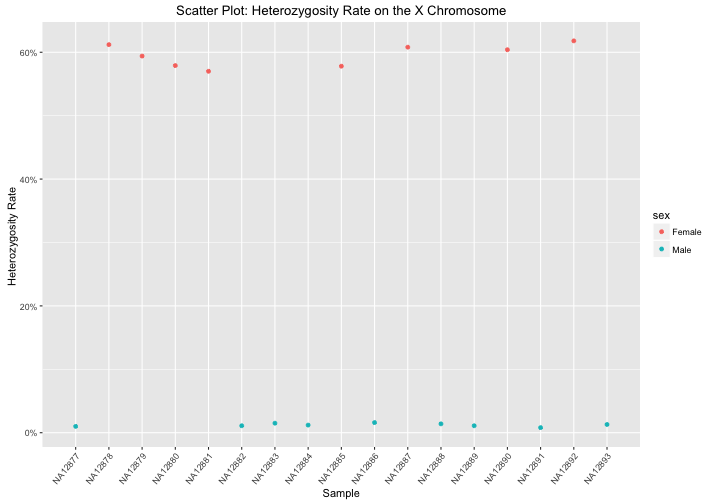 Scatter Plot: Heterozygosity Rate on the X Chromosome
60%
40%
20%
0%
Heterozygosity Rate
NA12877
NA12878
NA12879
NA12880
NA12881
NA12882
NA12883
NA12884
NA12885
NA12886
NA12887
NA12888
NA12889
NA12890
NA12891
NA12892
NA12893
Sample
sex
Female
Male